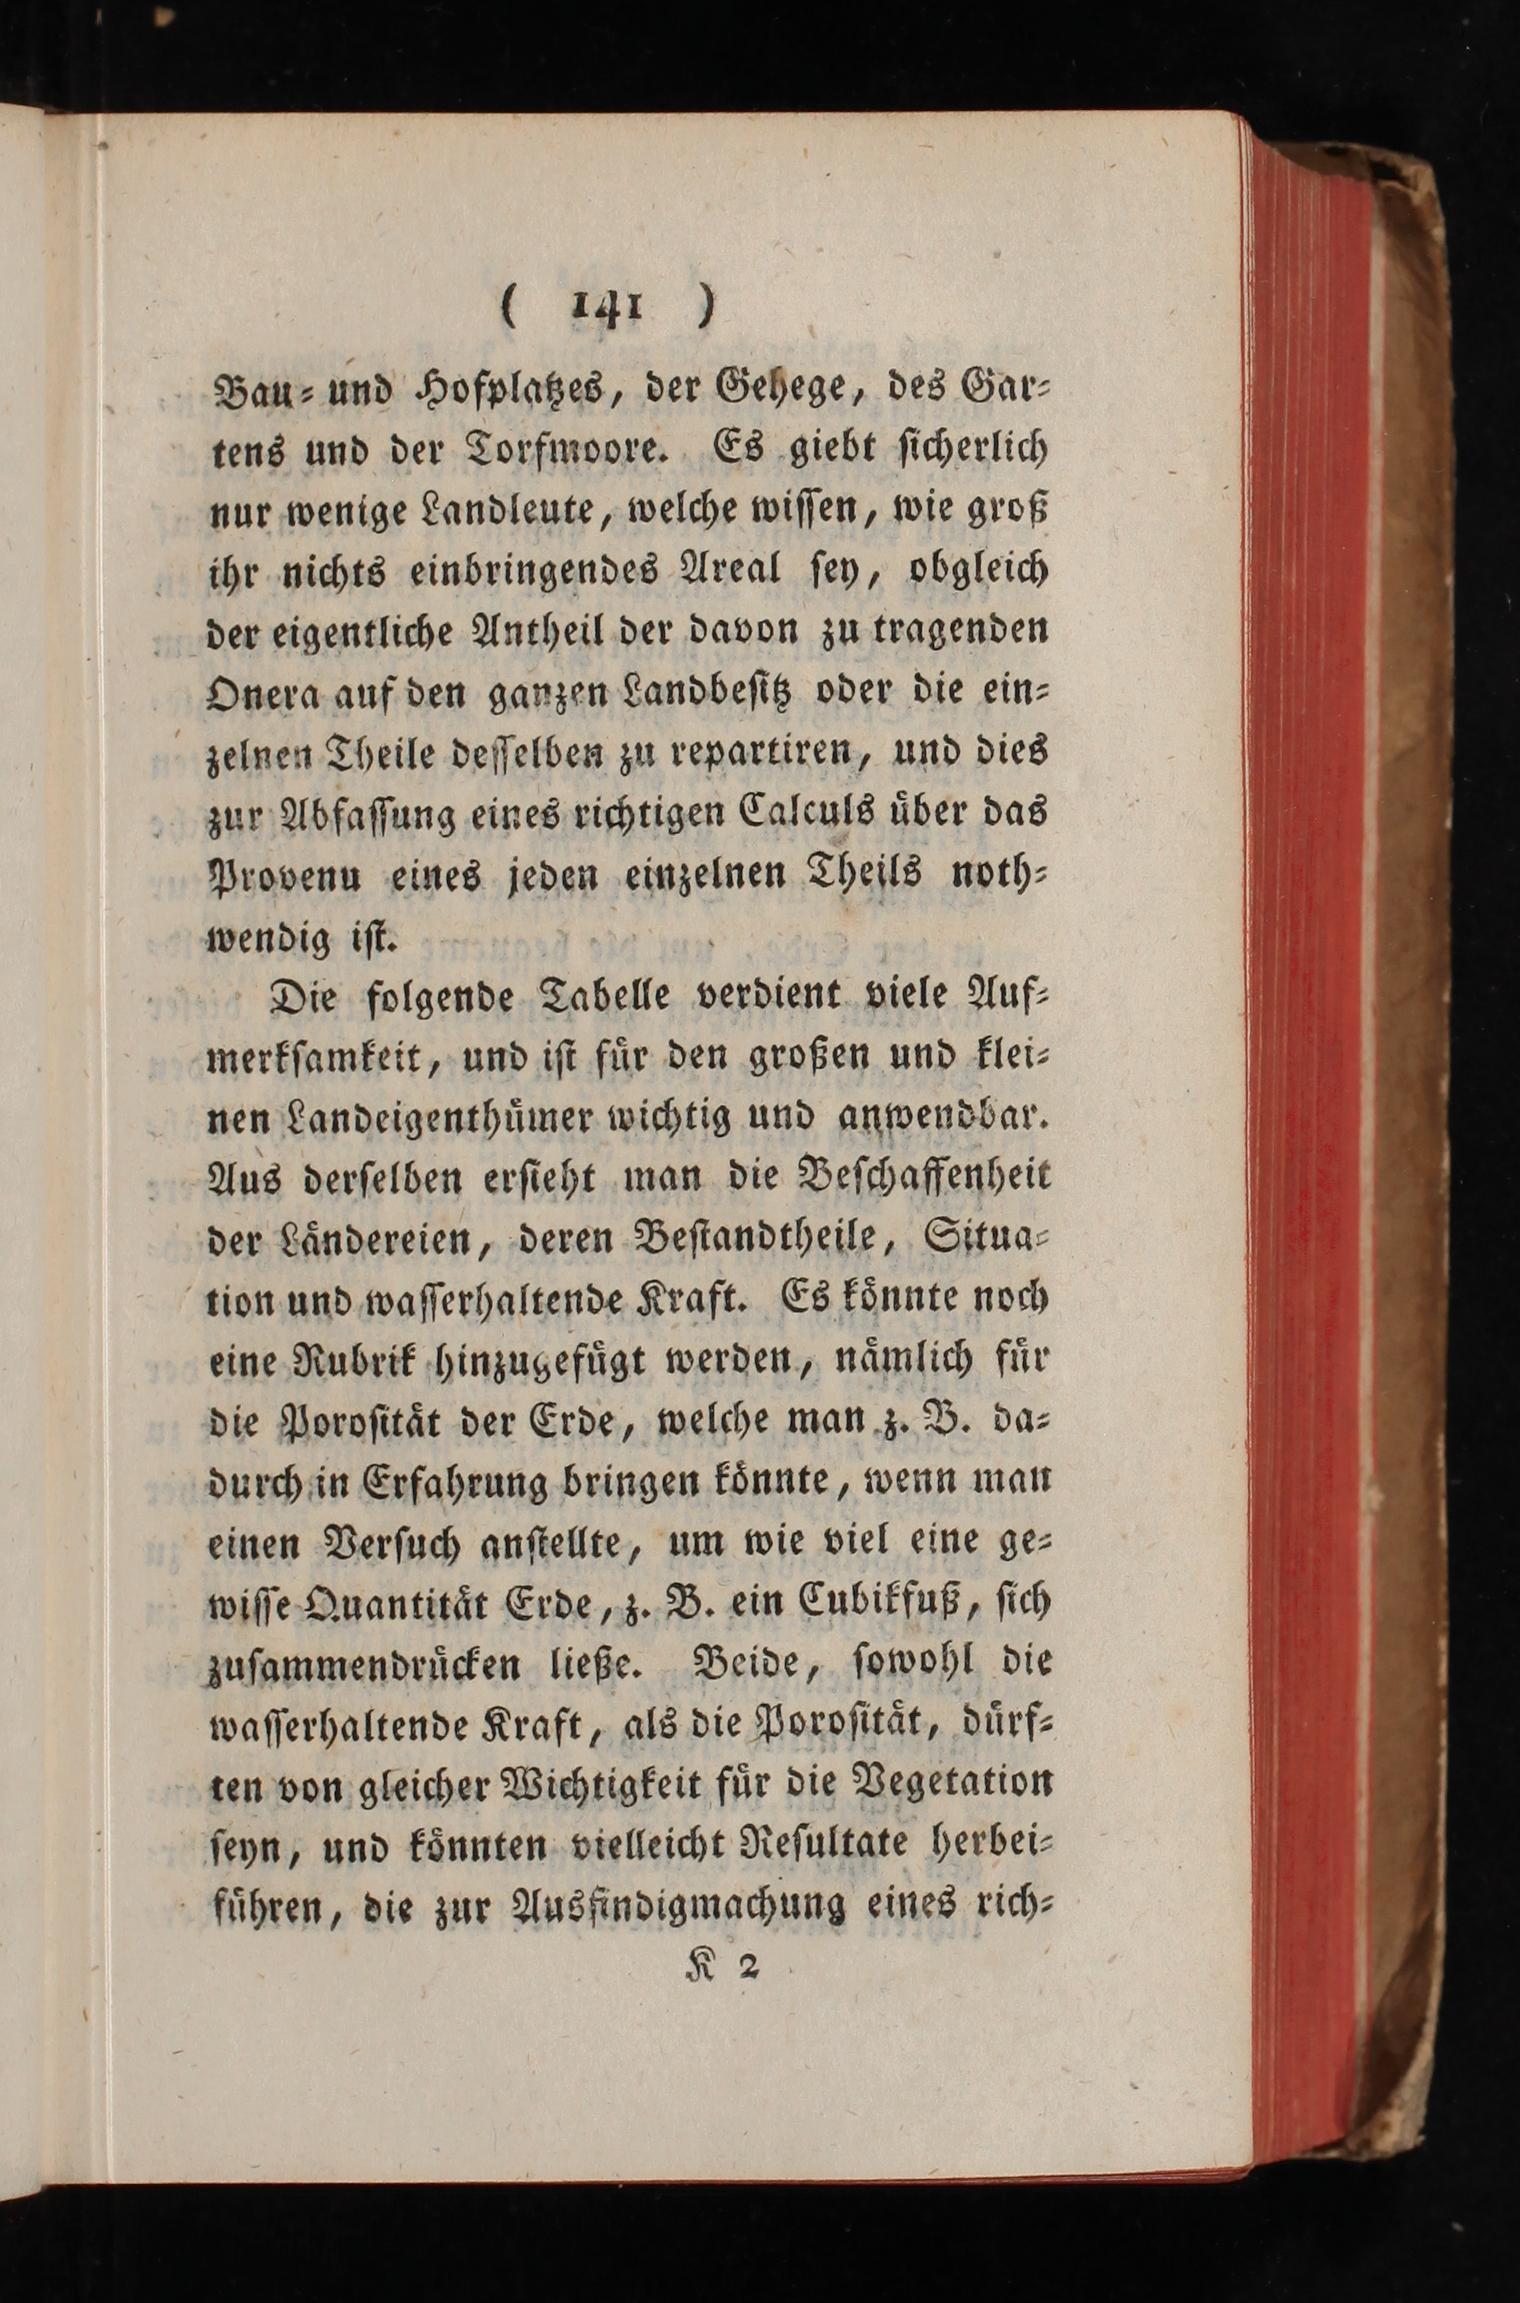 ( 141 )
Bau= und Hofplatzes, der Gehege, des Gar=
tens und der Torfmoore. Es giebt sicherlich
nur wenige Landleute, welche wissen, wie groß
ihr nichts einbringendes Areal sey, obgleich
der eigentliche Antheil der davon zu tragenden
Onera auf den ganzen Landbesitz oder die ein=
zelnen Theile desselben zu repartiren, und dies
zur Abfassung eines richtigen Calculs über das
Provenu eines jeden einzelnen Theils noth=
wendig ist.
Die folgende Tabelle verdient viele Auf=
merksamkeit, und ist für den großen und klei=
nen Landeigenthümer wichtig und anwendbar.
Aus derselben ersieht man die Beschaffenheit
der Ländereien, deren Bestandtheile, Situa=
tion und wasserhaltende Kraft. Es könnte noch
eine Rubrik hinzugefügt werden, nämlich für
die Porosität der Erde, welche man z. B. da=
durch in Erfahrung bringen könnte, wenn man
einen Versuch anstellte, um wie viel eine ge=
wisse Quantität Erde, z. B. ein Cubikfuß, sich
zusammendrücken ließe. Beide, sowohl die
wasserhaltende Kraft, als die Porosität, dürf=
ten von gleicher Wichtigkeit für die Vegetation
seyn, und könnten vielleicht Resultate herbei=
führen, die zur Ausfindigmachung eines rich=
K 2